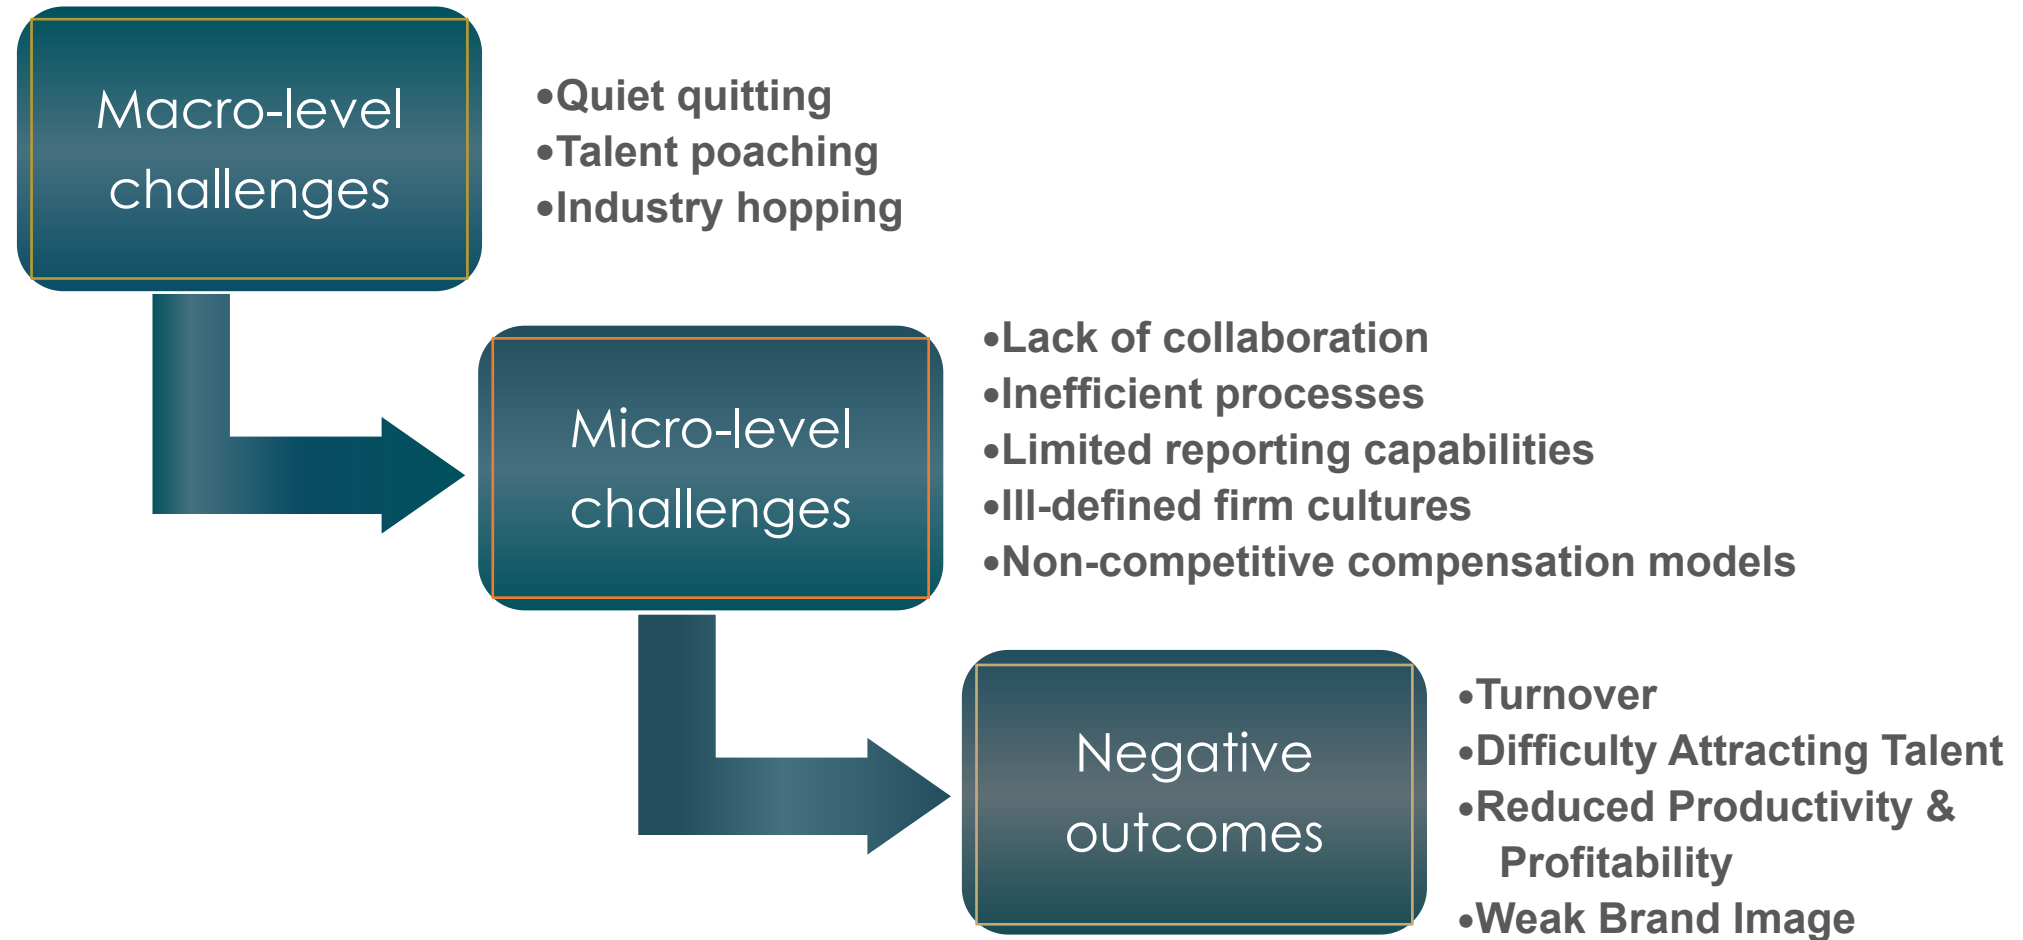 Macro-level
challenges
•Quiet quitting
•Talent poaching
•Industry hopping
Micro-level
challenges
•Lack of collaboration
•Inefficient processes
•Limited reporting capabilities
•Ill-defined firm cultures
•Non-competitive compensation models
Negative
outcomes
•Turnover
•Difficulty Attracting Talent
•Reduced Productivity &
Profitability
•Weak Brand Image